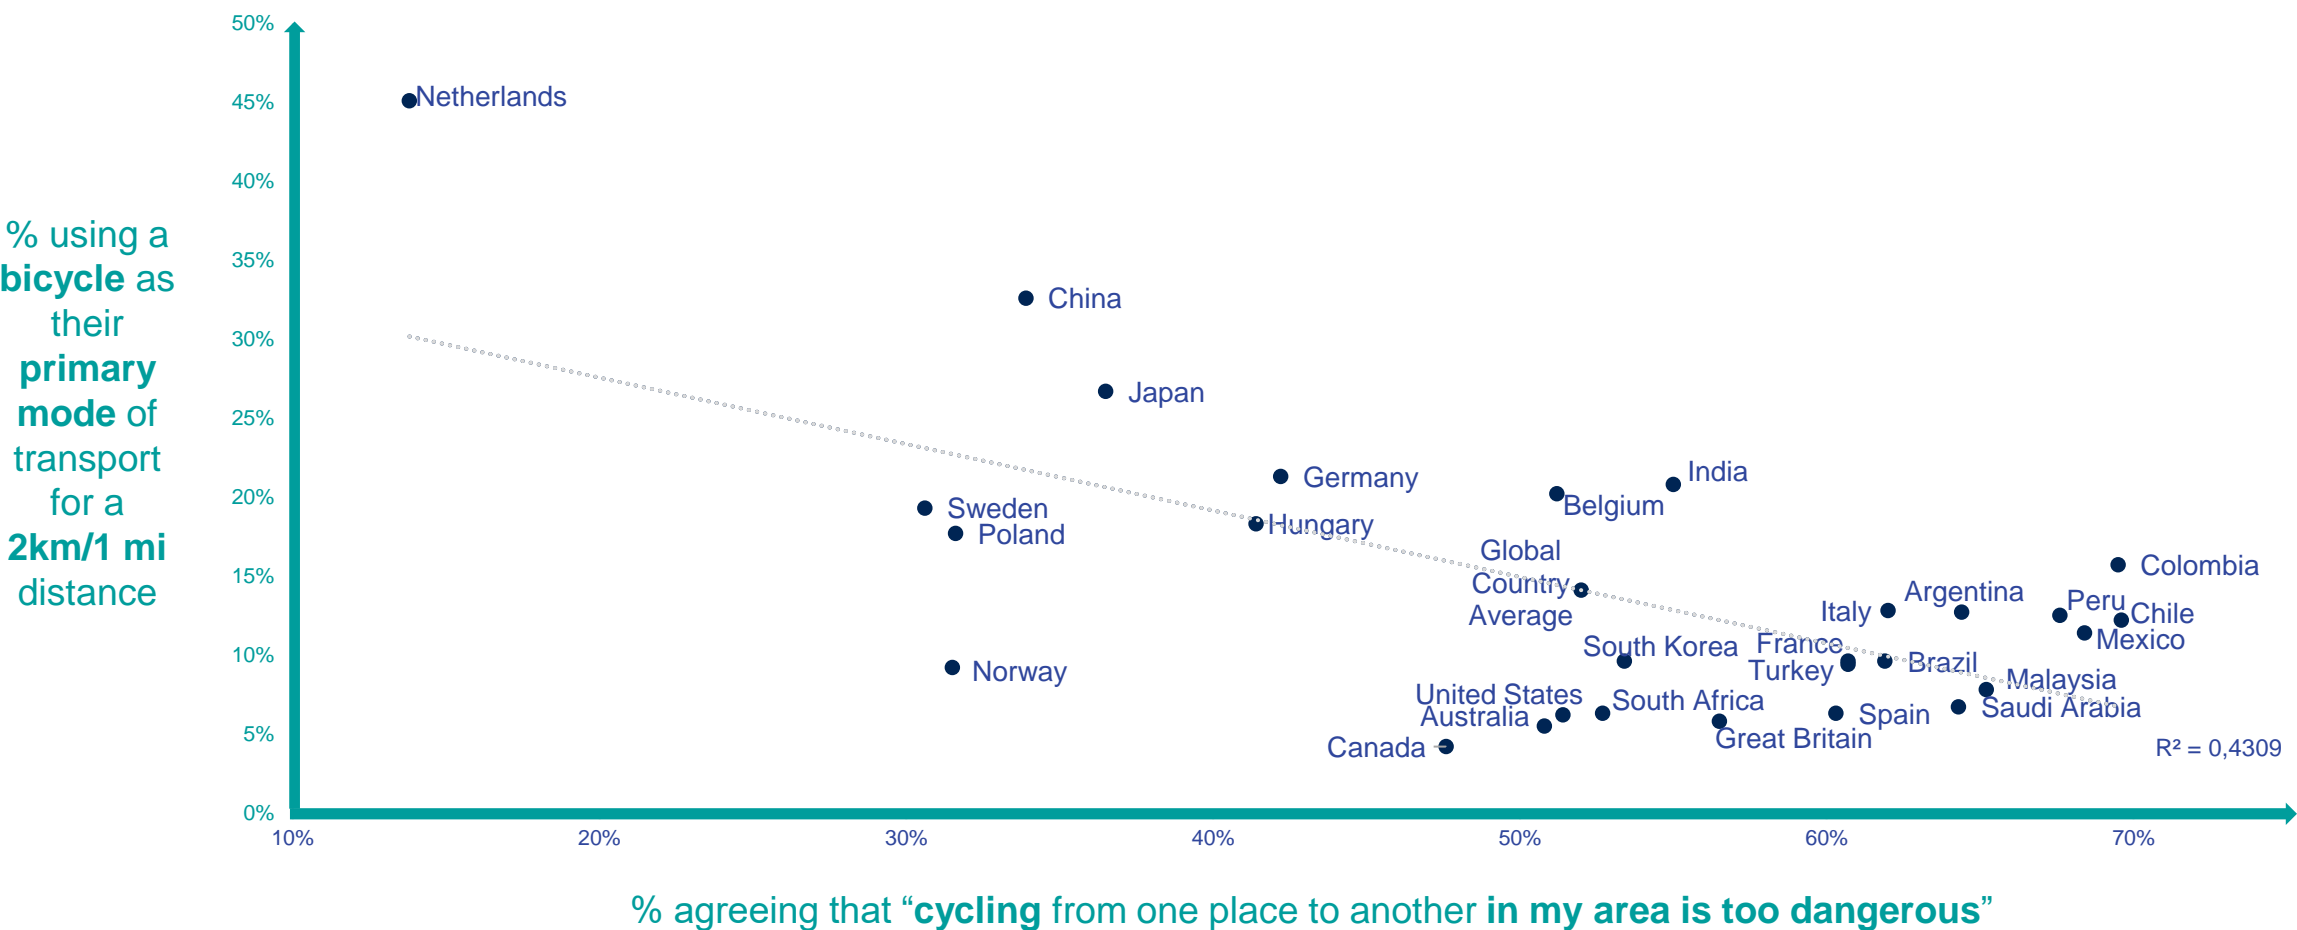 50%
45%
40%
35%
30%
25%
20%
15%
10%
5%
0%
% using a
bicycle as
their
primary
mode of
transport
for a
2km/1 mi
distance
Netherlands
China
Japan
Germany
India
Belgium
Sweden
Hungary
Poland
Global
Country
Average
Colombia
Argentina
Peru
Italy
Chile
Mexico
South Korea
France
Brazil
Turkey
Norway
Malaysia
United States
South Africa
Saudi Arabia
Australia
Spain
Great Britain
Canada
R² = 0,4309
10%
20%
30%
40%
50%
60%
70%
% agreeing that “cycling from one place to another in my area is too dangerous”